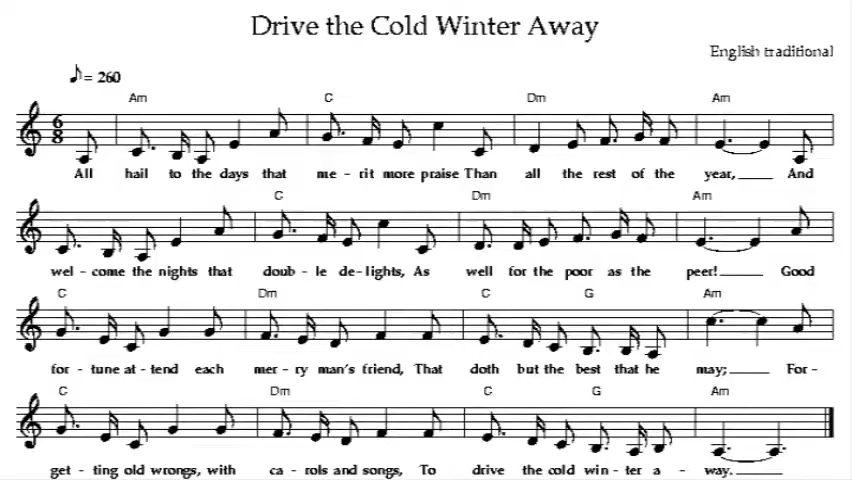 Drive the Cold Winter Away
English traditional
♪= 260
Am C Dm Am
6
8
All hail to the days that me - rit more praise Than all the rest of the year, And
C Dm Am
wel - come the nights that doub - le de - lights, As well for the poor as the peer! Good
C Dm C G Am
for - tune at - tend each mer - ry man's friend, That doth but the best that he may; For -
C Dm C G Am
get - ting old wrongs, with ca - rols and songs, To drive the cold win - ter a - way.